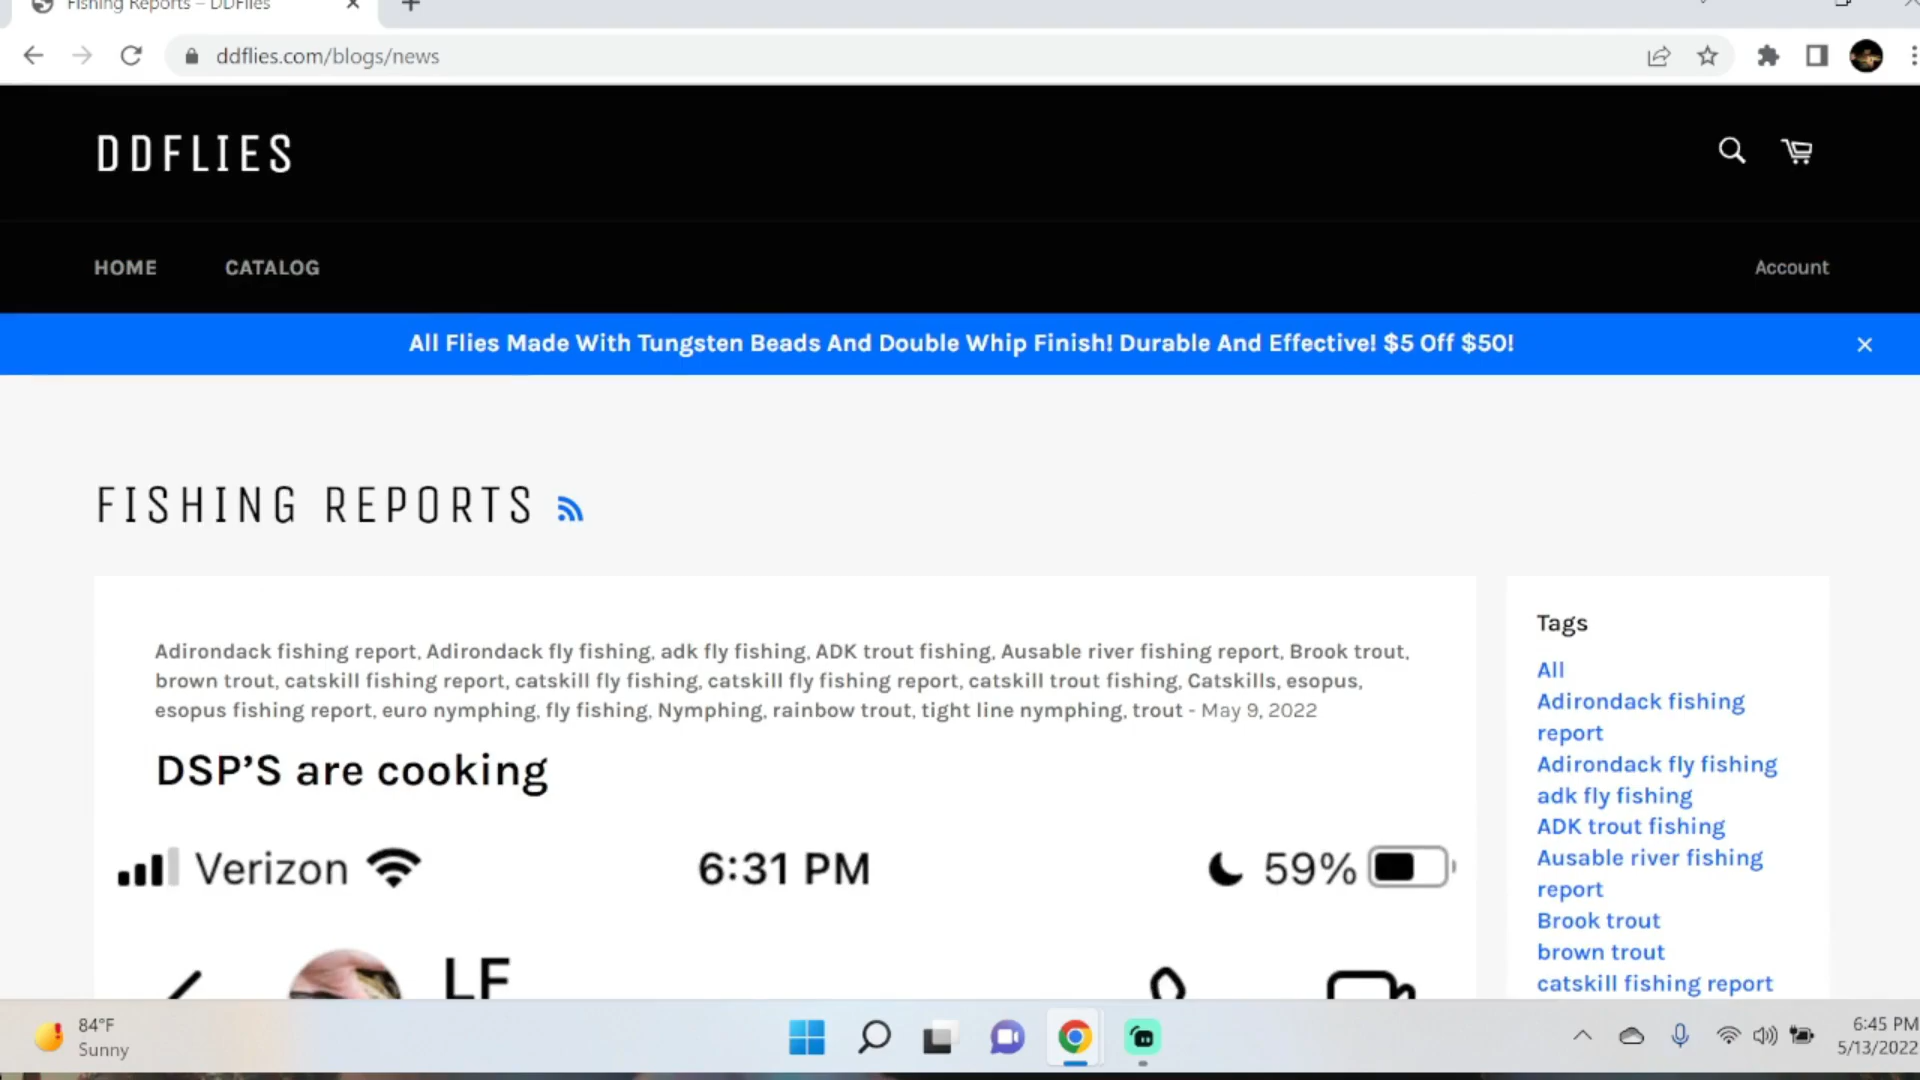 Fishing Reports – DDFlies
ddflies.com/blogs/news
DDFLIES
HOME CATALOG Account
All Flies Made With Tungsten Beads And Double Whip Finish! Durable And Effective! $5 Off $50!
FISHING REPORTS
Adirondack fishing report, Adirondack fly fishing, adk fly fishing, ADK trout fishing, Ausable river fishing report, Brook trout,
brown trout, catskill fishing report, catskill fly fishing, catskill fly fishing report, catskill trout fishing, Catskills, esopus,
esopus fishing report, euro nymphing, fly fishing, Nymphing, rainbow trout, tight line nymphing, trout - May 9, 2022
DSP’S are cooking
Verizon 6:31 PM 59%
LF
Tags
All
Adirondack fishing
report
Adirondack fly fishing
adk fly fishing
ADK trout fishing
Ausable river fishing
report
Brook trout
brown trout
catskill fishing report
84°F
Sunny
6:45 PM
5/13/2022